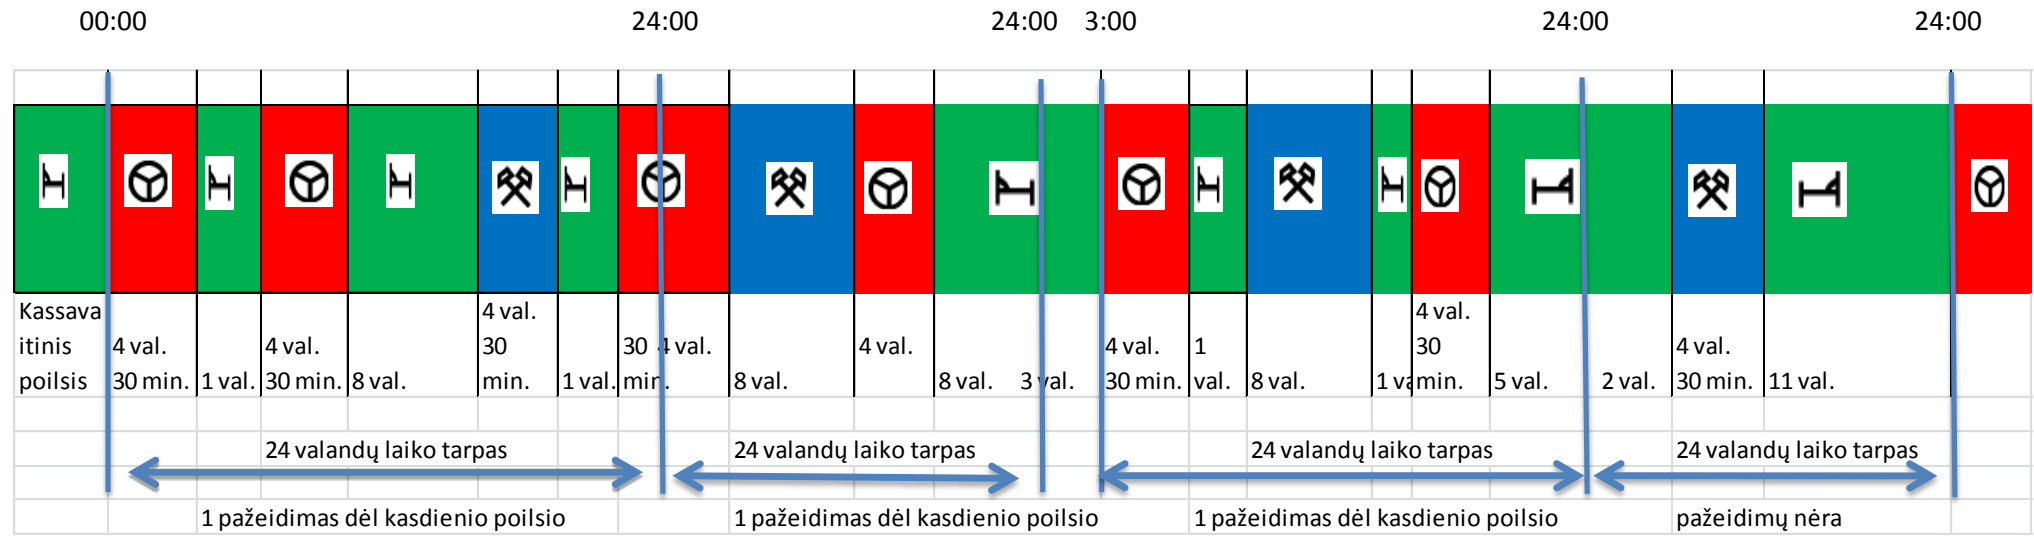 00:00 24:00 24:00 3:00 24:00 24:00
Kassava 4 val. 4 val.
itinis 4 val. 4 val. 30 30 4 val. 4 val. 4 val. 1 30 4 val.
poilsis 30 min. 1 val. 30 min. 8 val. min. 1 val. min. 8 val. 8 val. 3 val. 30 min. val. 8 val. 1 va min. 5 val. 2 val. 30 min. 11 val.
24 valandų laiko tarpas 24 valandų laiko tarpas 24 valandų laiko tarpas 24 valandų laiko tarpas
1 pažeidimas dėl kasdienio poilsio 1 pažeidimas dėl kasdienio poilsio 1 pažeidimas dėl kasdienio poilsio pažeidimų nėra